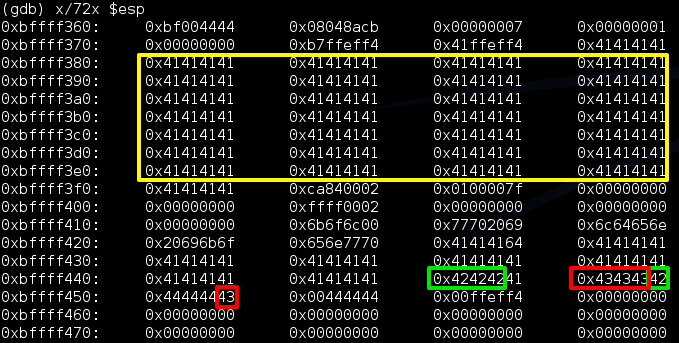 (gdb) x/72x $esp
0xbffff360: 0xbf004444 0x08048acb 0x00000007 0x00000001
0xbffff370: 0x00000000 0xb7ffeff4 0x41ffeff4 0x41414141
0xbffff380: 0x41414141 0x41414141 0x41414141 0x41414141
0xbffff390: 0x41414141 0x41414141 0x41414141 0x41414141
0xbffff3a0: 0x41414141 0x41414141 0x41414141 0x41414141
0xbffff3b0: 0x41414141 0x41414141 0x41414141 0x41414141
0xbffff3c0: 0x41414141 0x41414141 0x41414141 0x41414141
0xbffff3d0: 0x41414141 0x41414141 0x41414141 0x41414141
0xbffff3e0: 0x41414141 0x41414141 0x41414141 0x41414141
0xbffff3f0: 0x41414141 0xca840002 0x0100007f 0x00000000
0xbffff400: 0x00000000 0xffff0002 0x00000000 0x00000000
0xbffff410: 0x00000000 0x6b6f6c00 0x77702069 0x6c64656e
0xbffff420: 0x20696b6f 0x656e7770 0x41414164 0x41414141
0xbffff430: 0x41414141 0x41414141 0x41414141 0x41414141
0xbffff440: 0x41414141 0x41414141 0x42424241 0x43434342
0xbffff450: 0x44444443 0x00444444 0x00ffeff4 0x00000000
0xbffff460: 0x00000000 0x00000000 0x00000000 0x00000000
0xbffff470: 0x00000000 0x00000000 0x00000000 0x00000000